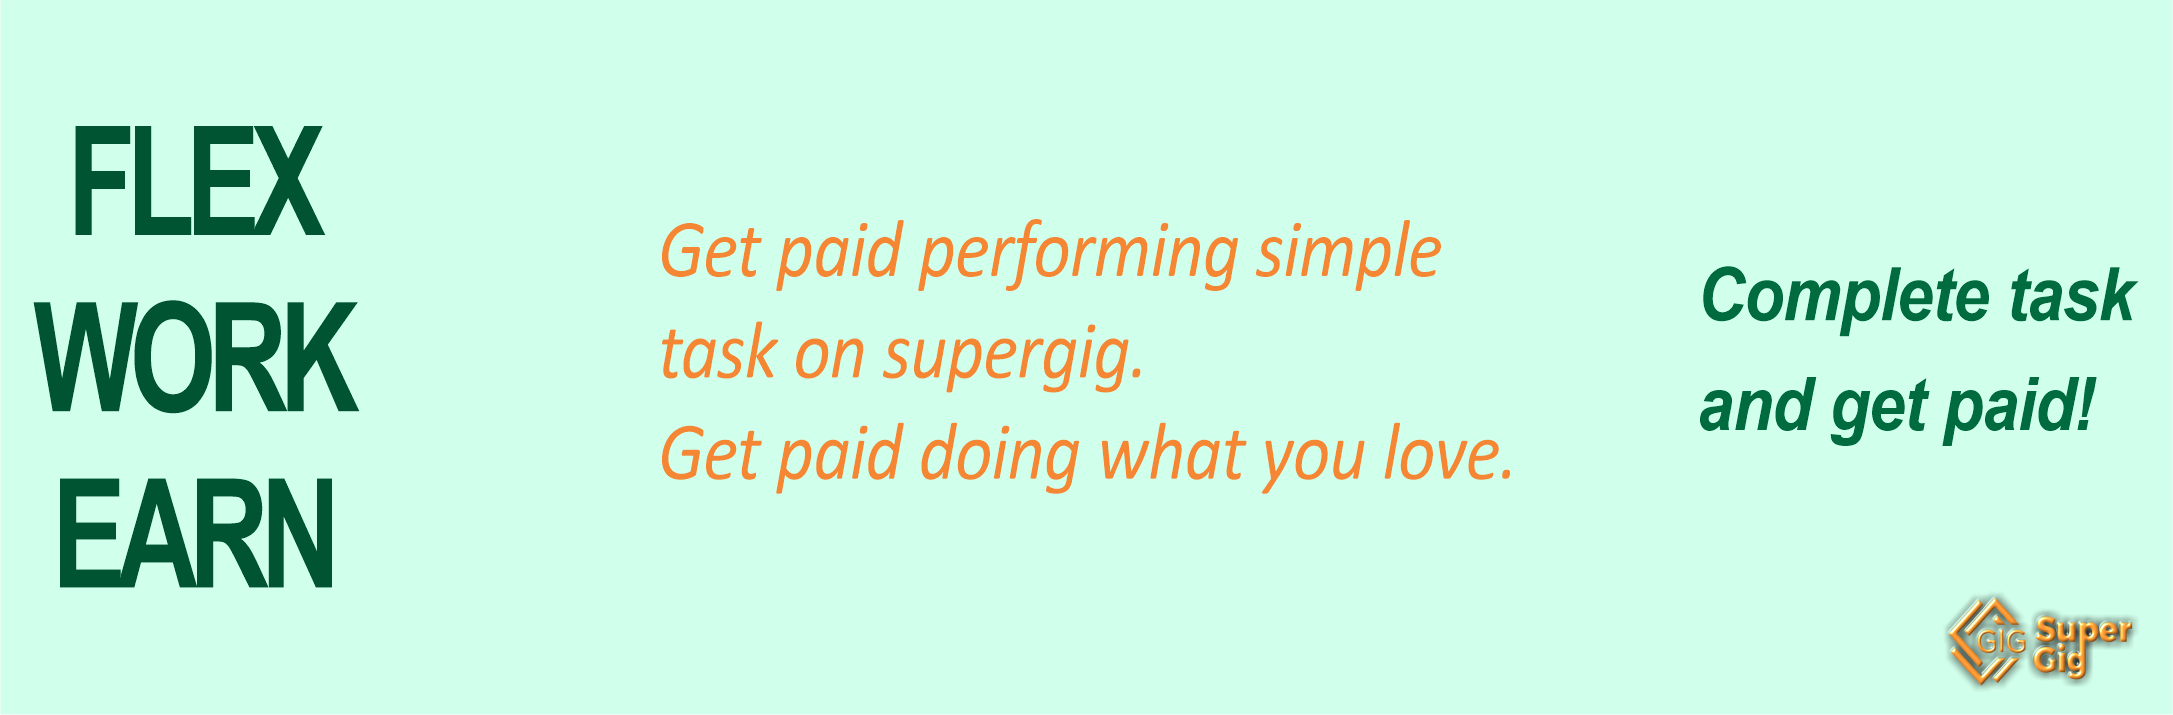 FLEX
WORK
EARN
Get paid performing simple
task on supergig.
Get paid doing what you love.
Complete task
and get paid!
GIG
Super
Gig